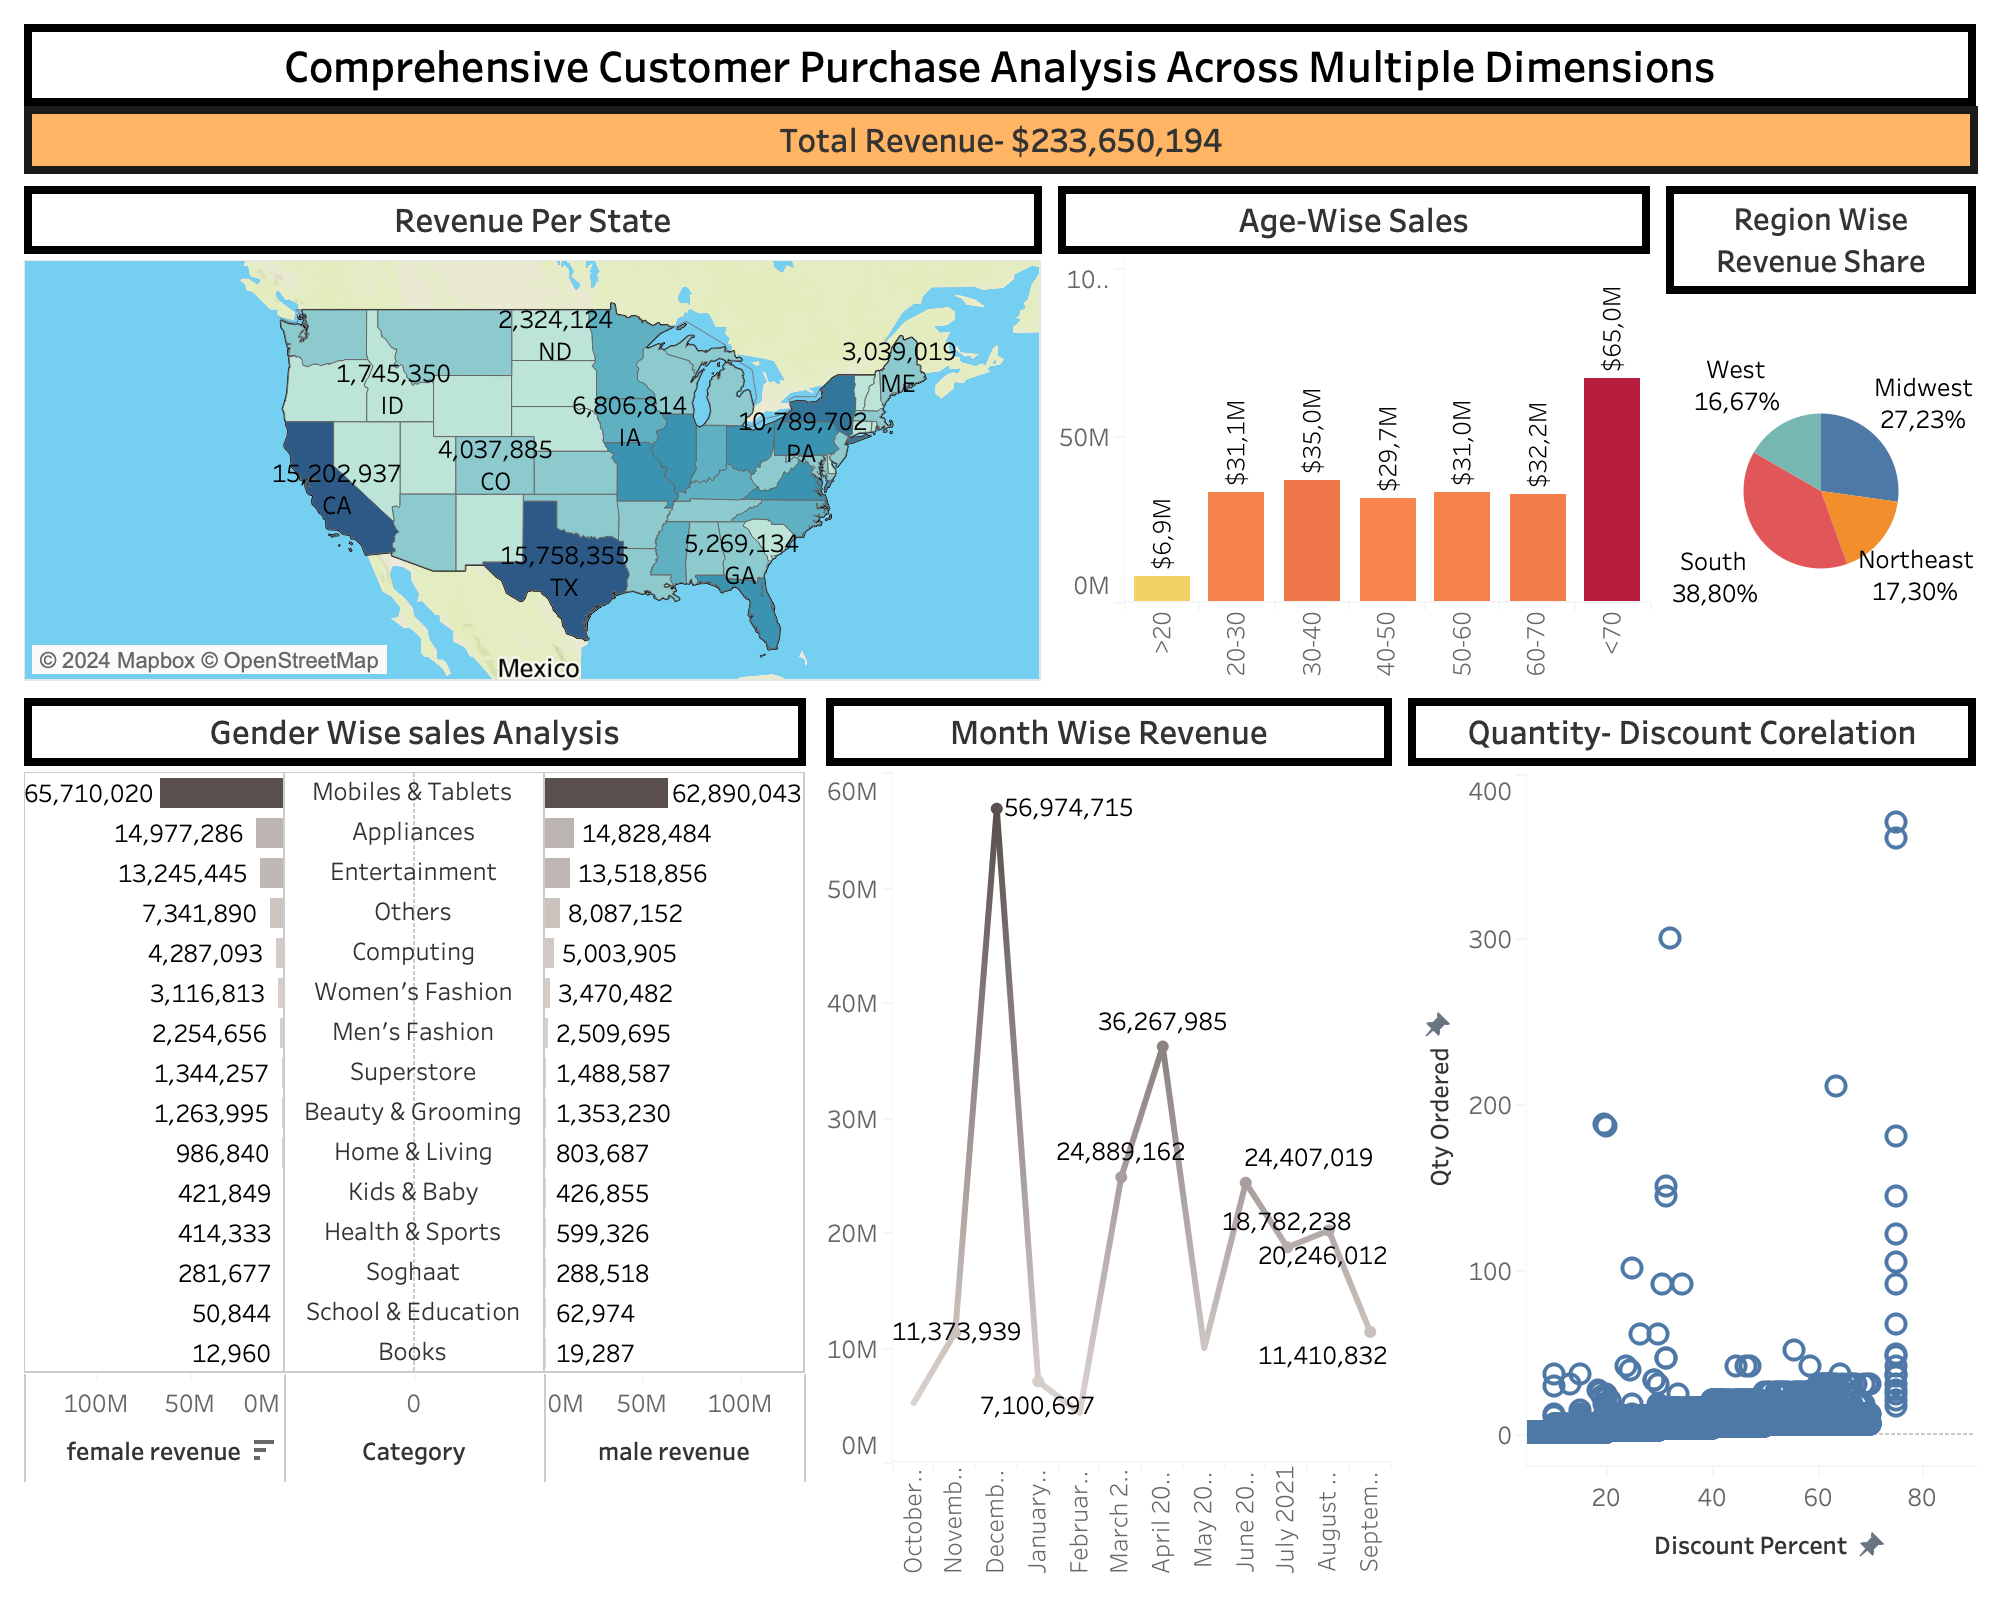 Comprehensive Customer Purchase Analysis Across Multiple Dimensions
Total Revenue- $233,650,194
Revenue Per State
2,324,124
ND
3,039,019
ME
1,745,350
ID
6,806,814
IA
10,789,702
PA
4,037,885
CO
15,202,937
CA
5,269,134
GA
15,758,355
TX
© 2024 Mapbox © OpenStreetMap
Mexico
Age-Wise Sales
10..
50M
0M
$6,9M
$31,1M
$35,0M
$29,7M
$31,0M
$32,2M
$65,0M
>20
20-30
30-40
40-50
50-60
60-70
<70
Region Wise
Revenue Share
West
16,67%
Midwest
27,23%
South
38,80%
Northeast
17,30%
Gender Wise sales Analysis
65,710,020 Mobiles & Tablets 62,890,043
14,977,286 Appliances 14,828,484
13,245,445 Entertainment 13,518,856
7,341,890 Others 8,087,152
4,287,093 Computing 5,003,905
3,116,813 Women's Fashion 3,470,482
2,254,656 Men's Fashion 2,509,695
1,344,257 Superstore 1,488,587
1,263,995 Beauty & Grooming 1,353,230
986,840 Home & Living 803,687
421,849 Kids & Baby 426,855
414,333 Health & Sports 599,326
281,677 Soghaat 288,518
50,844 School & Education 62,974
12,960 Books 19,287
100M 50M 0M 0 0M 50M 100M
female revenue Category male revenue
Month Wise Revenue
60M
50M
40M
30M
20M
10M
0M
56,974,715
36,267,985
24,889,162
24,407,019
18,782,238
20,246,012
11,373,939
11,410,832
7,100,697
October..
Novemb..
Decemb..
January..
Februar..
March 2..
April 20..
May 20..
June 20..
July 2021
August ..
Septem..
Quantity- Discount Corelation
400
300
200
100
0
Qty Ordered
20 40 60 80
Discount Percent